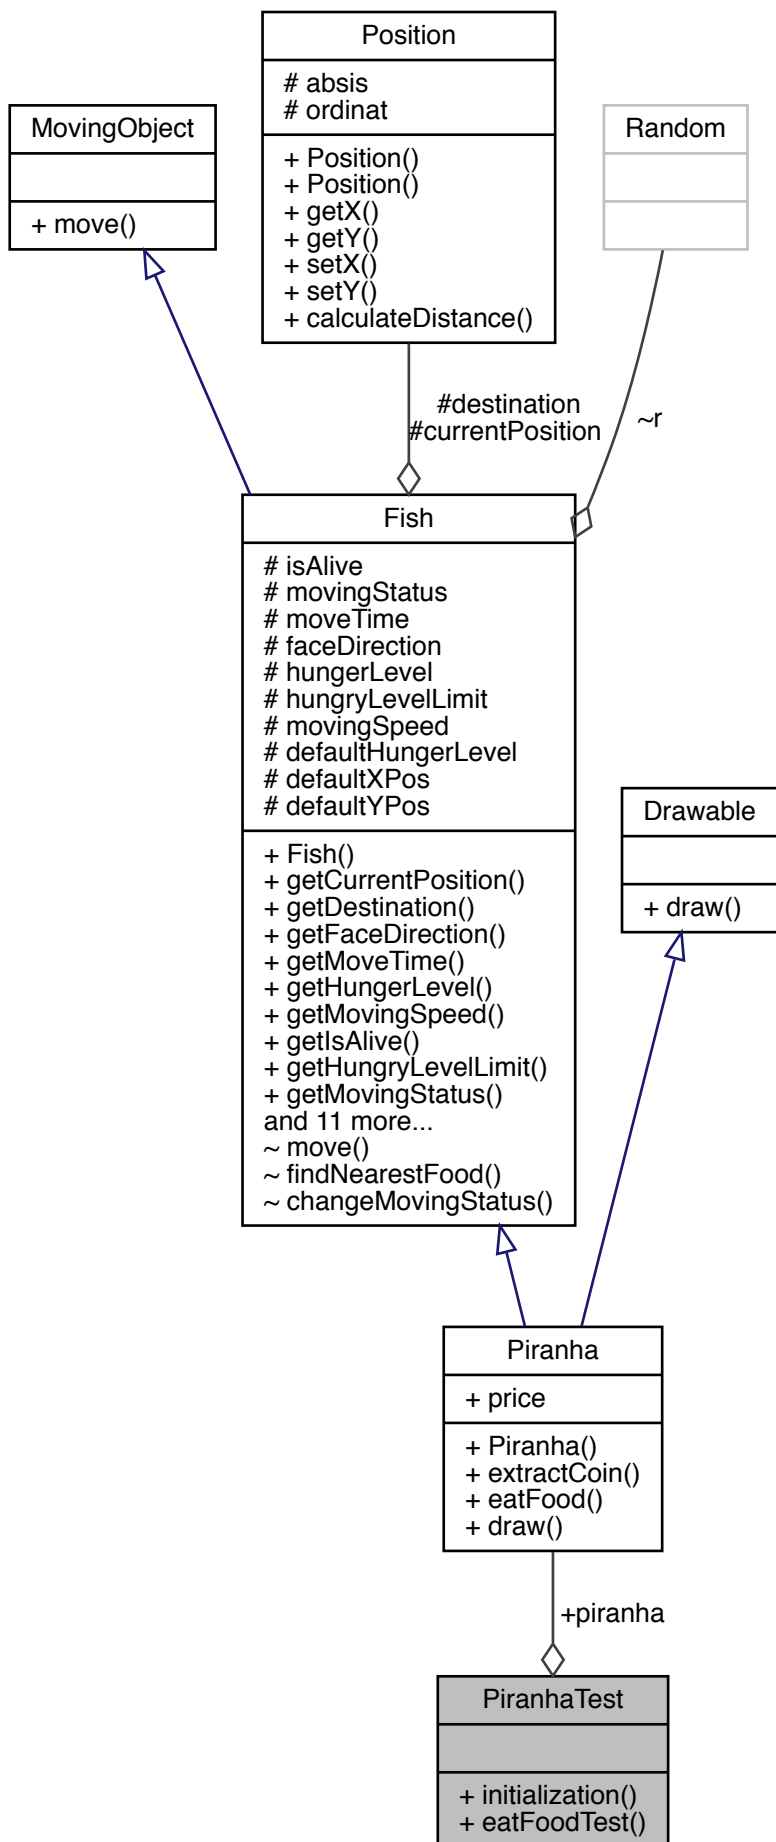 Position
# absis
# ordinat
+ Position()
+ Position()
+ getX()
+ getY()
+ setX()
+ setY()
+ calculateDistance()
MovingObject
+ move()
Random
#destination
#currentPosition
~r
Fish
# isAlive
# movingStatus
# moveTime
# faceDirection
# hungerLevel
# hungryLevelLimit
# movingSpeed
# defaultHungerLevel
# defaultXPos
# defaultYPos
+ Fish()
+ getCurrentPosition()
+ getDestination()
+ getFaceDirection()
+ getMoveTime()
+ getHungerLevel()
+ getMovingSpeed()
+ getIsAlive()
+ getHungryLevelLimit()
+ getMovingStatus()
and 11 more...
~ move()
~ findNearestFood()
~ changeMovingStatus()
Drawable
+ draw()
Piranha
+ price
+ Piranha()
+ extractCoin()
+ eatFood()
+ draw()
+piranha
PiranhaTest
+ initialization()
+ eatFoodTest()